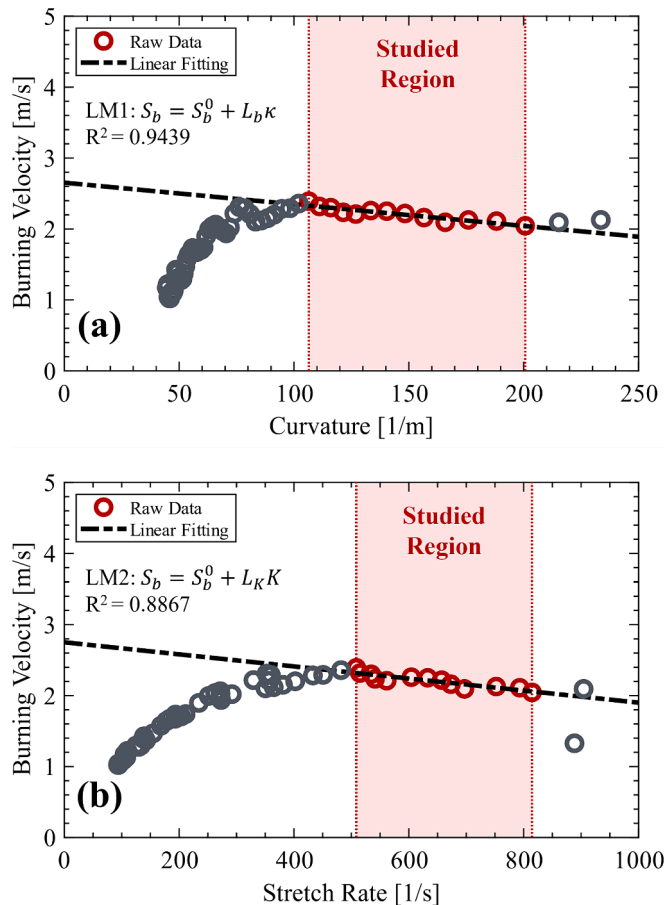 5
Raw Data
Linear Fitting
Studied
Region
4
LM1: $S_b = S_b^0 + L_b κ$
R² = 0.9439
3
2
1
(a)
0
0 50 100 150 200 250
Burning Velocity [m/s]
Curvature [1/m]
5
Raw Data
Linear Fitting
Studied
Region
4
LM2: $S_b = S_b^0 + L_K K$
R² = 0.8867
3
2
1
(b)
0
0 200 400 600 800 1000
Burning Velocity [m/s]
Stretch Rate [1/s]